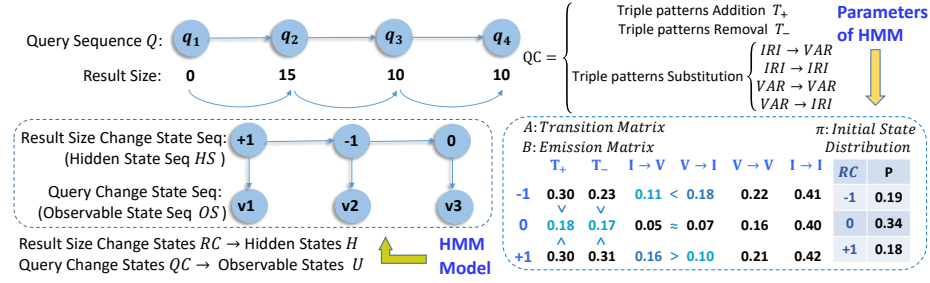 Query Sequence Q: q1 q2 q3 q4
Result Size: 0 15 10 10
QC =
Triple patterns Addition T+
Triple patterns Removal T−
Triple patterns Substitution
IRI → VAR
IRI → IRI
VAR → VAR
VAR → IRI
Parameters
of HMM
Result Size Change State Seq:
(Hidden State Seq HS)
+1 -1 0
Query Change State Seq:
(Observable State Seq OS)
v1 v2 v3
Result Size Change States RC → Hidden States H
Query Change States QC → Observable States U
HMM
Model
A: Transition Matrix
B: Emission Matrix
T+ T− I → V V → I V → V I → I
-1 0.30 0.23 0.11 < 0.18 0.22 0.41
∨ ∨
0 0.18 0.17 0.05 ≈ 0.07 0.16 0.40
∧ ∧
+1 0.30 0.31 0.16 > 0.10 0.21 0.42
π: Initial State
Distribution
RC P
-1 0.19
0 0.34
+1 0.18